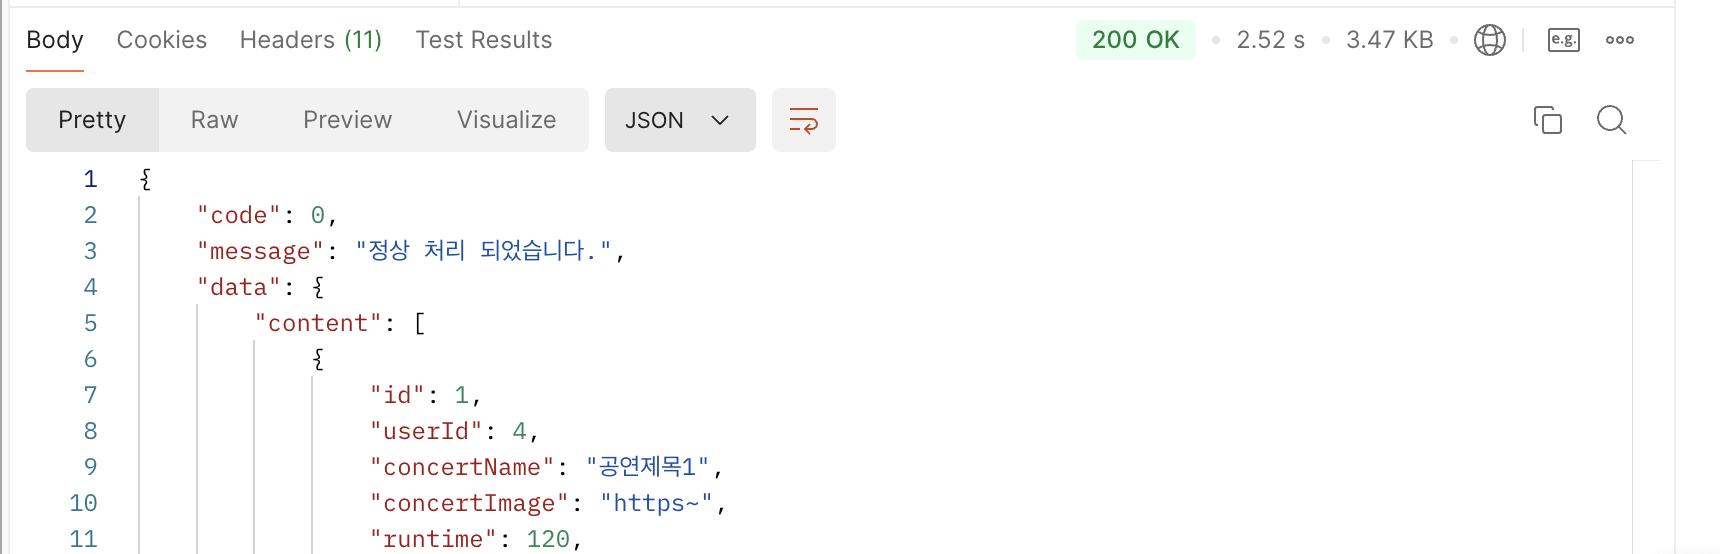 Body Cookies Headers (11) Test Results 200 OK • 2.52 s • 3.47 KB • e.g.
Pretty Raw Preview Visualize JSON
1 {
2 "code": 0,
3 "message": "정상 처리 되었습니다.",
4 "data": {
5 "content": [
6 {
7 "id": 1,
8 "userId": 4,
9 "concertName": "공연제목1",
10 "concertImage": "https~",
11 "runtime": 120,